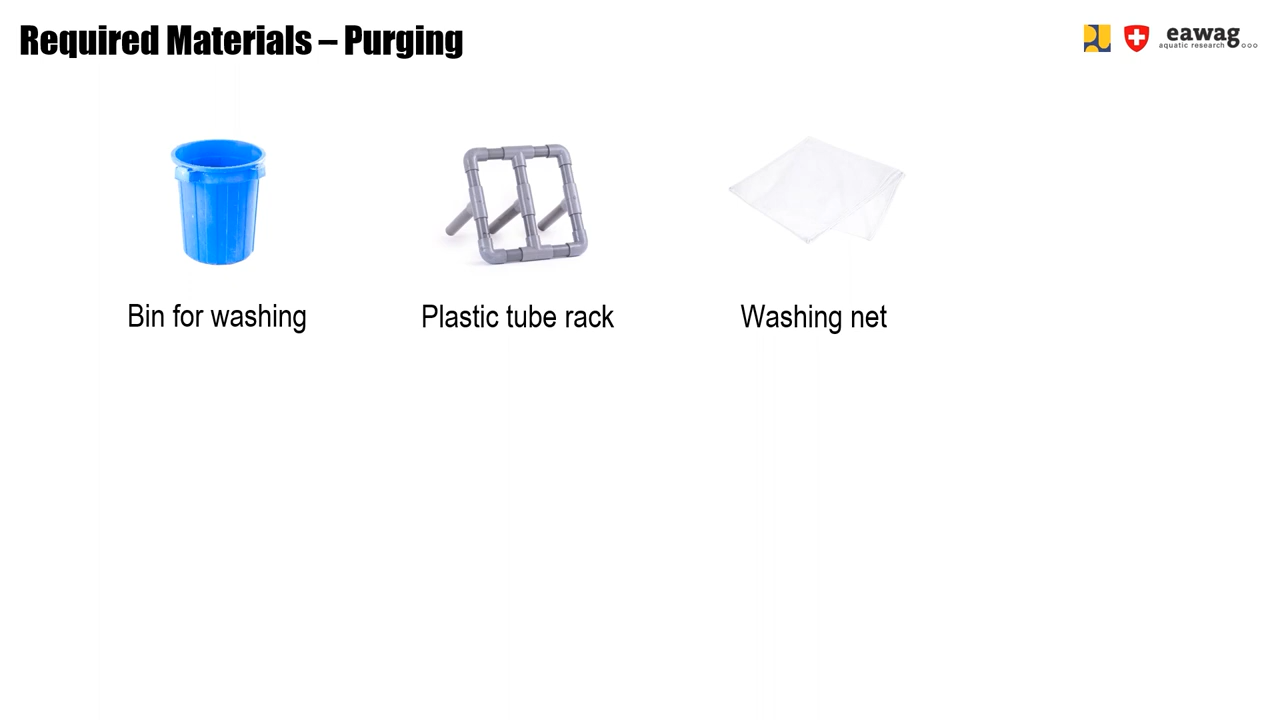 Required Materials – Purging
eawag
aquatic research
Bin for washing
Plastic tube rack
Washing net